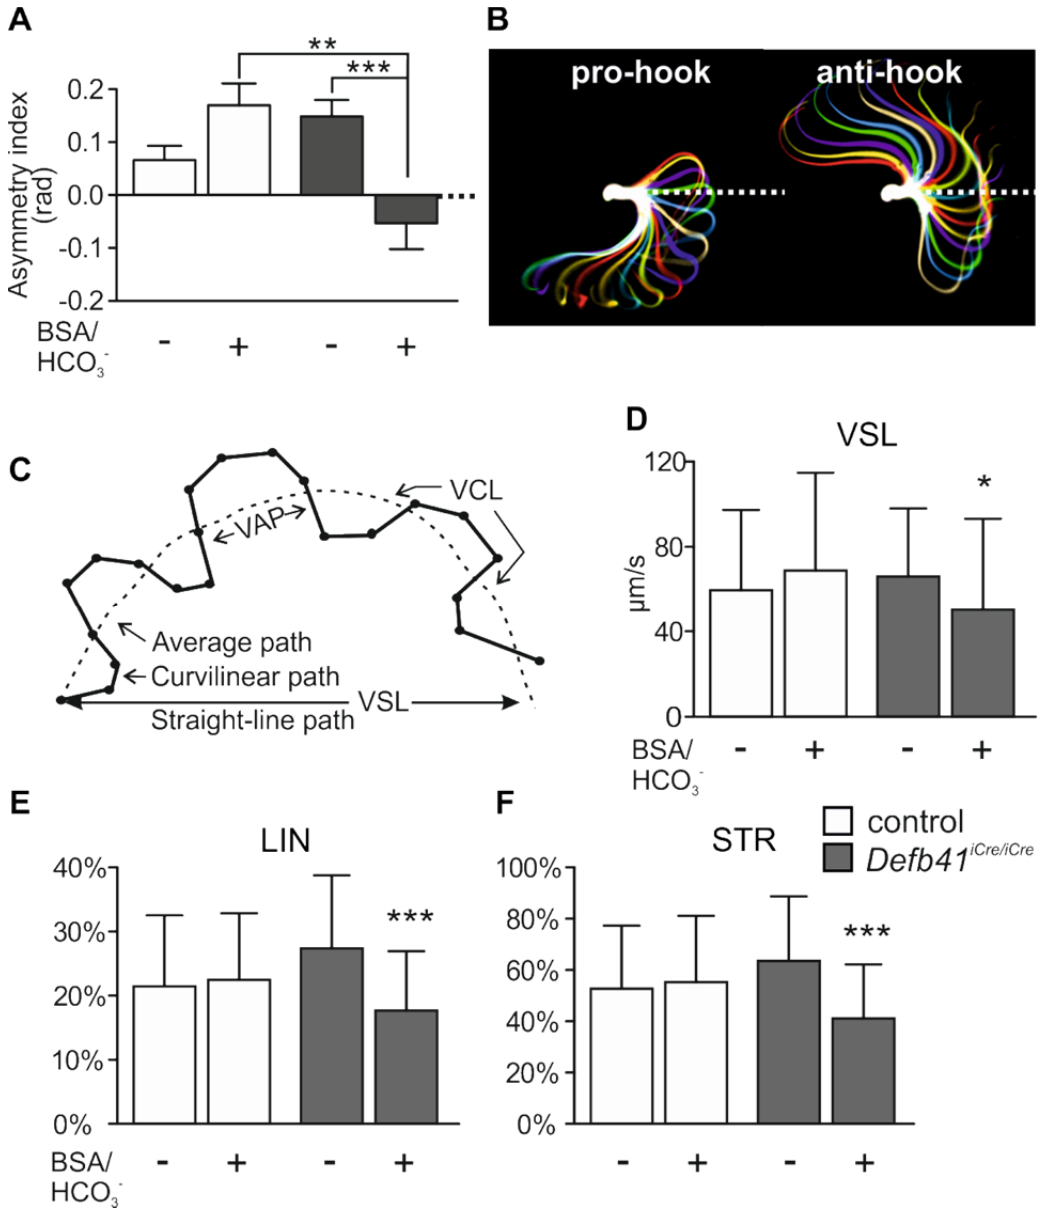 A
Asymmetry index
(rad)
0.2
0.1
0.0
-0.1
-0.2
**
***
BSA/
HCO₃⁻
- + - +
B
pro-hook anti-hook
C
VCL
VAP
Average path
Curvilinear path
VSL
Straight-line path
D
VSL
µm/s
120
80
40
0
*
BSA/
HCO₃⁻
- + - +
E
LIN
40%
30%
20%
10%
0%
***
BSA/
HCO₃⁻
- + - +
F
STR
control
Defb41iCre/iCre
100%
80%
60%
40%
20%
0%
***
- + - +